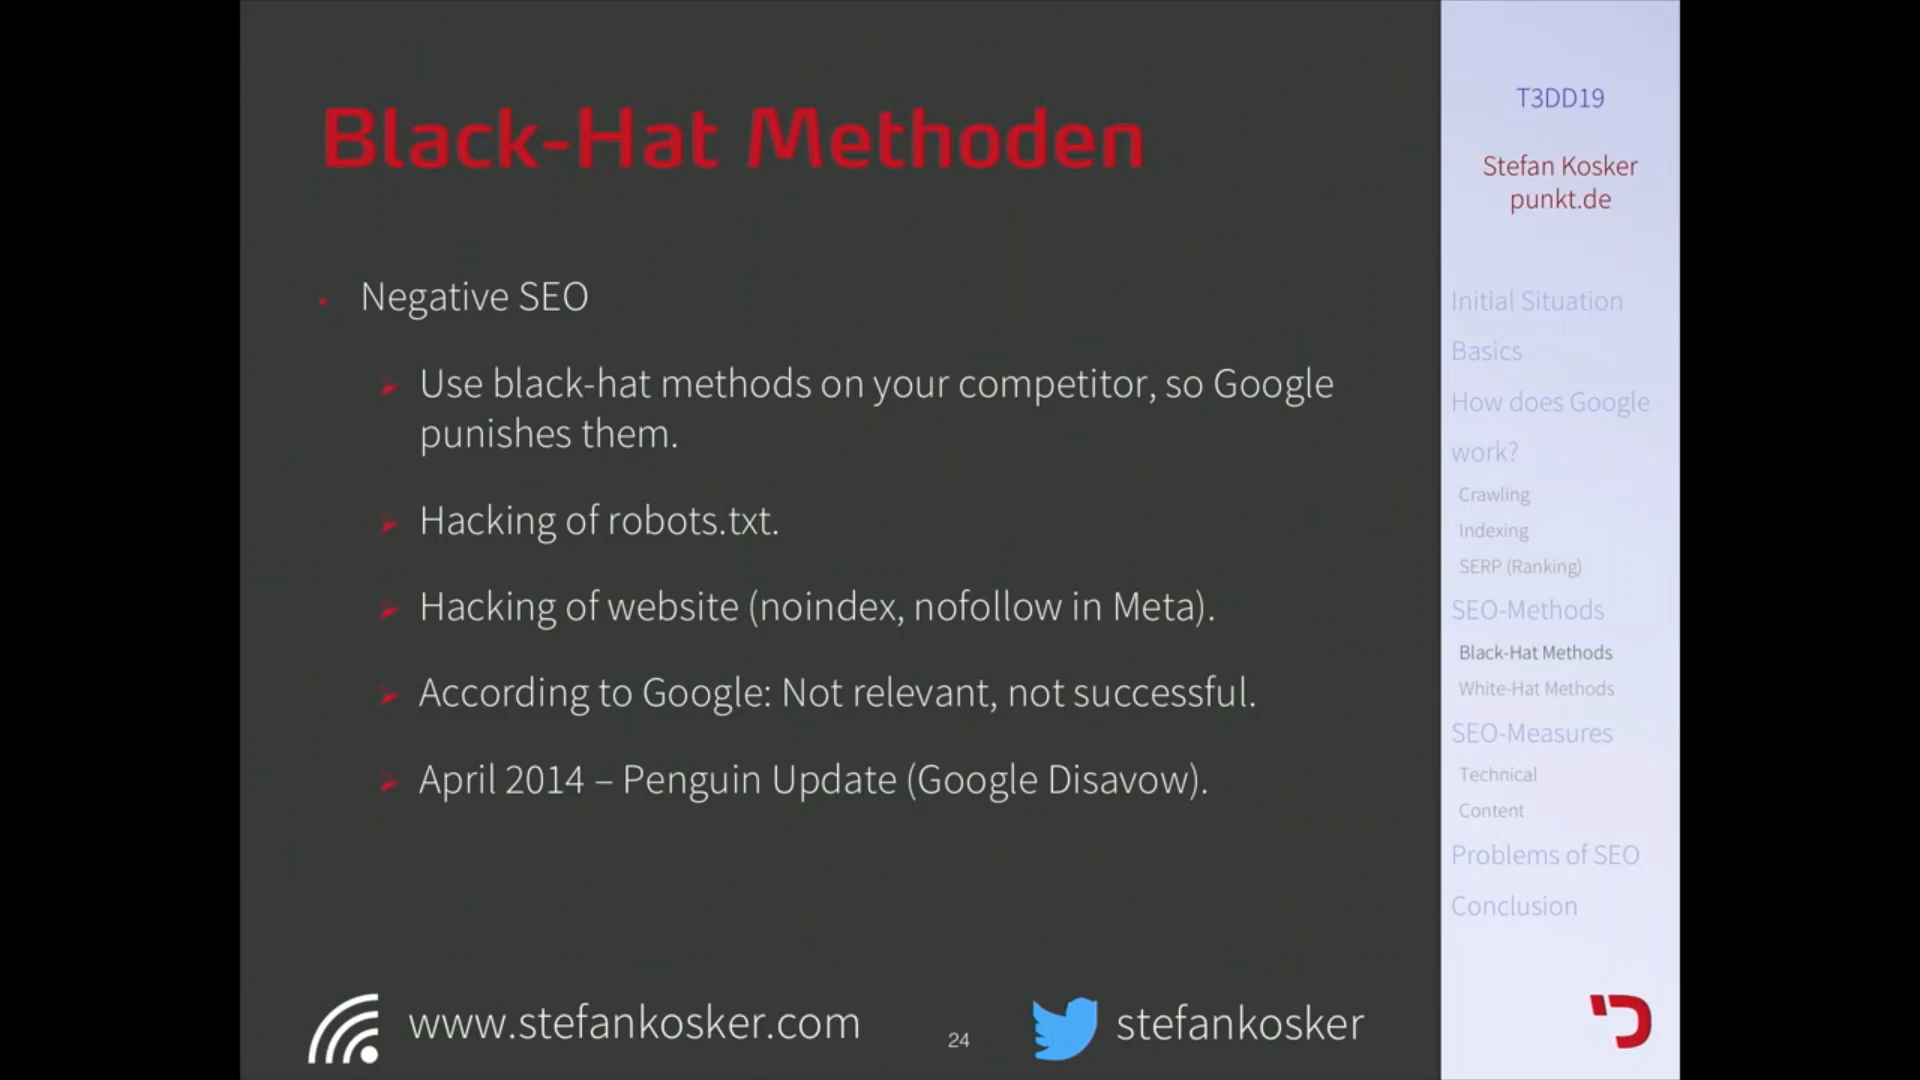 Black-Hat Methoden
Negative SEO
Use black-hat methods on your competitor, so Google
punishes them.
Hacking of robots.txt.
Hacking of website (noindex, nofollow in Meta).
According to Google: Not relevant, not successful.
April 2014 – Penguin Update (Google Disavow).
www.stefankosker.com
24
stefankosker
T3DD19
Stefan Kosker
punkt.de
Initial Situation
Basics
How does Google
work?
Crawling
Indexing
SERP (Ranking)
SEO-Methods
Black-Hat Methods
White-Hat Methods
SEO-Measures
Technical
Content
Problems of SEO
Conclusion